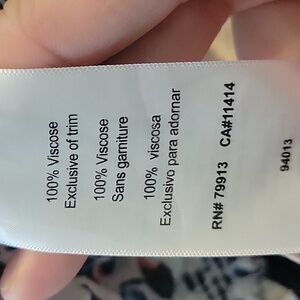 100% Viscose
Exclusive of trim
100% Viscose
Sans garniture
100% viscosa
Exclusivo para adornar
RN# 79913 CA#11414
94013